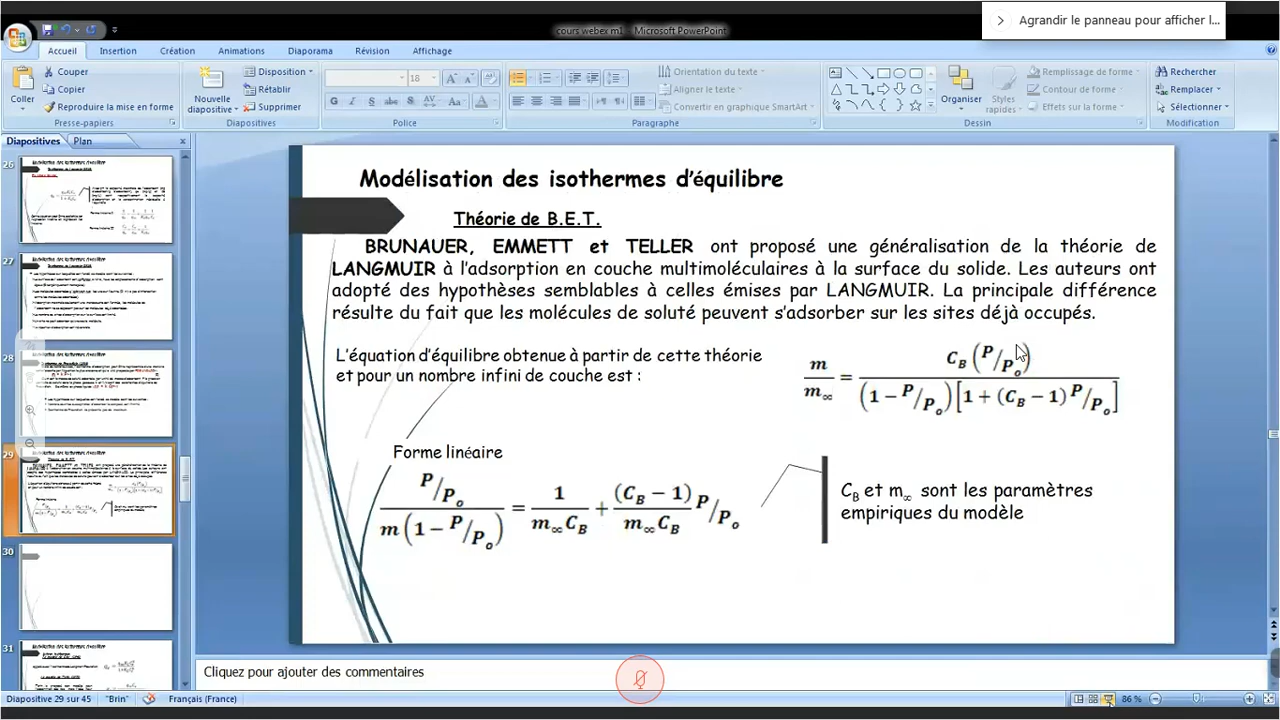 Agrandir le panneau pour afficher l...
cours webex m1 - Microsoft PowerPoint
Accueil Insertion Création Animations Diaporama Révision Affichage
Coller
Couper
Copier
Reproduire la mise en forme
Presse-papiers
Nouvelle diapositive
Disposition
Rétablir
Supprimer
Diapositives
18
Police
Orientation du texte
Aligner le texte
Convertir en graphique SmartArt
Paragraphe
Organiser
Styles rapides
Remplissage de forme
Contour de forme
Effets sur la forme
Dessin
Rechercher
Remplacer
Sélectionner
Modification
Diapositives Plan
26
27
28
29
30
31
Modélisation des isothermes d'équilibre
Théorie de B.E.T.
BRUNAUER, EMMETT et TELLER ont proposé une généralisation de la théorie de
LANGMUIR à l'adsorption en couche multimoléculaires à la surface du solide. Les auteurs ont
adopté des hypothèses semblables à celles émises par LANGMUIR. La principale différence
résulte du fait que les molécules de soluté peuvent s'adsorber sur les sites déjà occupés.
L'équation d'équilibre obtenue à partir de cette théorie
et pour un nombre infini de couche est :
m/m∞ = C_B (P/P_o) / (1 − P/P_o)[1 + (C_B − 1) P/P_o]
Forme linéaire
P/P_o / m(1 − P/P_o) = 1/m∞C_B + (C_B − 1)/m∞C_B P/P_o
C_B et m∞ sont les paramètres
empiriques du modèle
Cliquez pour ajouter des commentaires
Diapositive 29 sur 45 "Brin" Français (France) 86 %